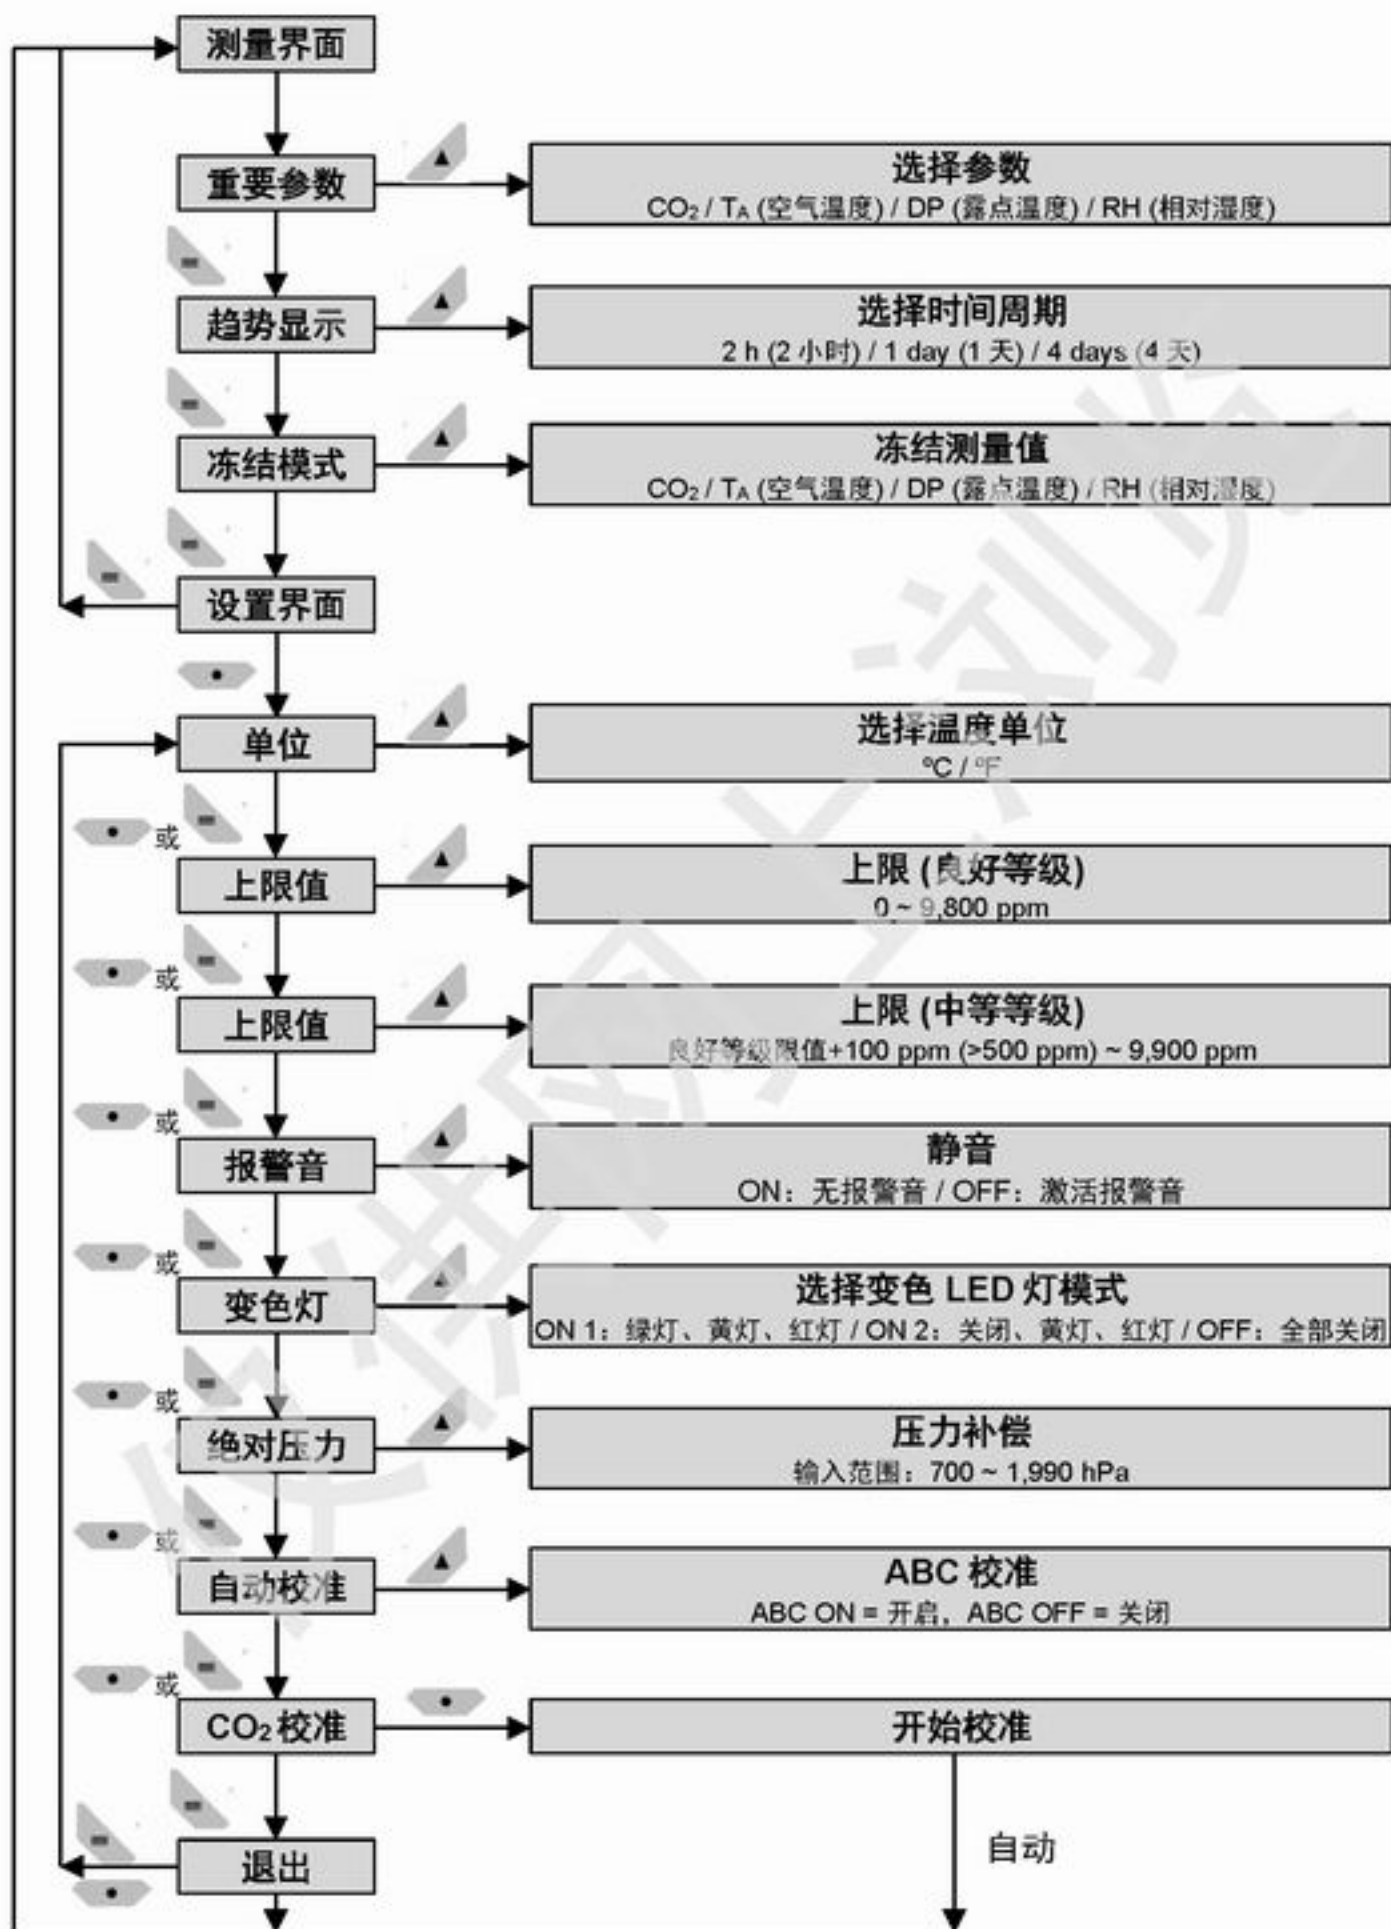 测量界面
重要参数
选择参数
CO₂ / TA (空气温度) / DP (露点温度) / RH (相对湿度)
趋势显示
选择时间周期
2 h (2 小时) / 1 day (1 天) / 4 days (4 天)
冻结模式
冻结测量值
CO₂ / TA (空气温度) / DP (露点温度) / RH (相对湿度)
设置界面
单位
选择温度单位
°C / °F
或
上限值
上限 (良好等级)
0 ~ 9,800 ppm
或
上限值
上限 (中等等级)
良好等级限值+100 ppm (>500 ppm) ~ 9,900 ppm
或
报警音
静音
ON：无报警音 / OFF：激活报警音
或
变色灯
选择变色 LED 灯模式
ON 1：绿灯、黄灯、红灯 / ON 2：关闭、黄灯、红灯 / OFF：全部关闭
或
绝对压力
压力补偿
输入范围：700 ~ 1,990 hPa
或
自动校准
ABC 校准
ABC ON = 开启，ABC OFF = 关闭
或
CO₂ 校准
开始校准
退出
自动
仅供网上浏览